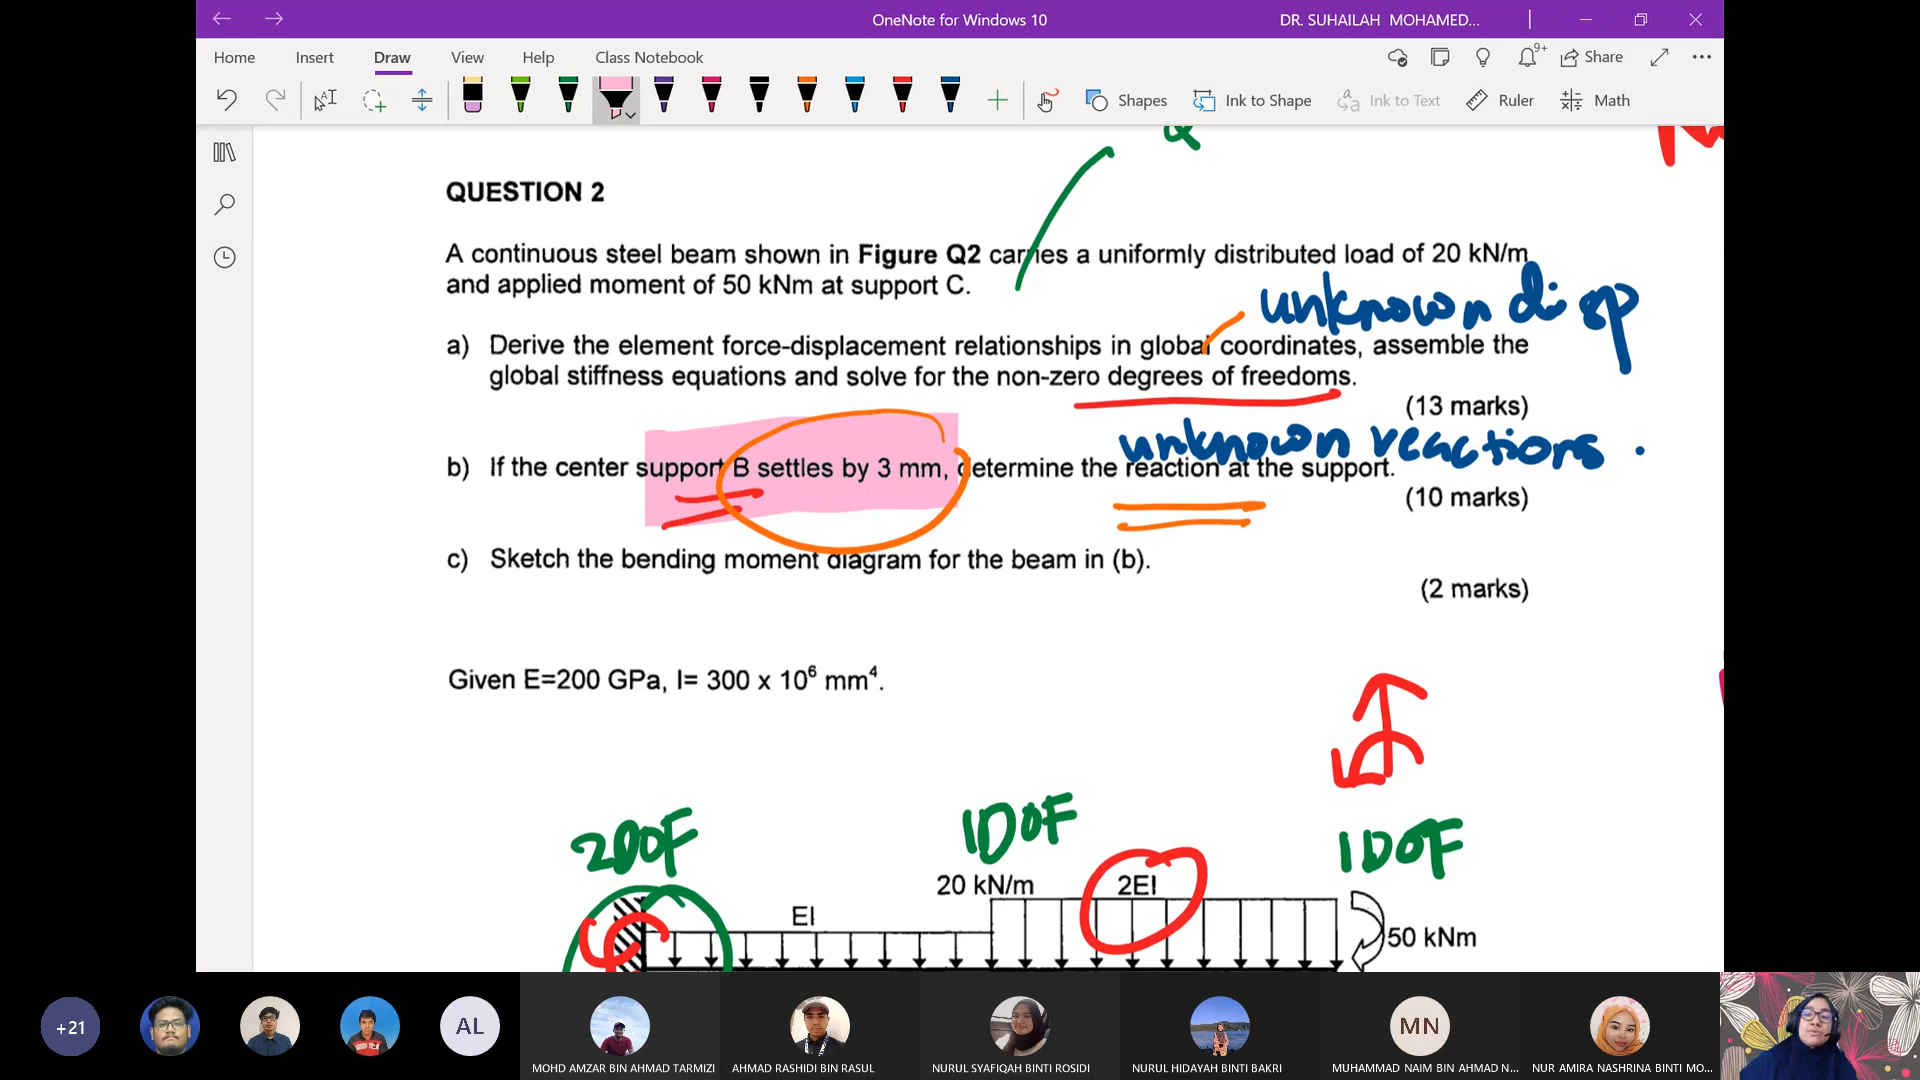 OneNote for Windows 10
DR. SUHAILAH MOHAMED...
Home Insert Draw View Help Class Notebook
9+
Share
Shapes
Ink to Shape
Ink to Text
Ruler
Math
QUESTION 2
A continuous steel beam shown in Figure Q2 carries a uniformly distributed load of 20 kN/m
and applied moment of 50 kNm at support C.
unknown disp
a) Derive the element force-displacement relationships in global coordinates, assemble the
global stiffness equations and solve for the non-zero degrees of freedoms.
(13 marks)
unknown reactions.
b) If the center support B settles by 3 mm, determine the reaction at the support.
(10 marks)
c) Sketch the bending moment diagram for the beam in (b).
(2 marks)
Given E=200 GPa, I= 300 x 10⁶ mm⁴.
2DOF
1DOF
1DOF
20 kN/m
2EI
EI
50 kNm
+21
AL
MN
MOHD AMZAR BIN AHMAD TARMIZI
AHMAD RASHIDI BIN RASUL
NURUL SYAFIQAH BINTI ROSIDI
NURUL HIDAYAH BINTI BAKRI
MUHAMMAD NAIM BIN AHMAD N...
NUR AMIRA NASHRINA BINTI MO...